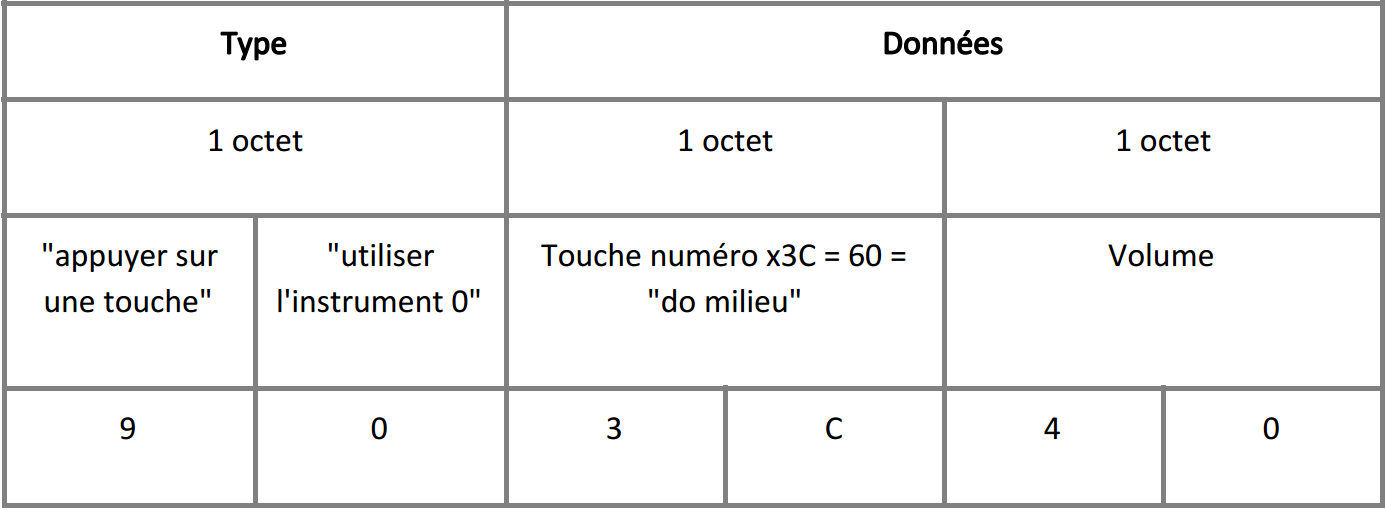 Type
Données
1 octet
1 octet
1 octet
"appuyer sur
une touche"
"utiliser
l'instrument 0"
Touche numéro x3C = 60 =
"do milieu"
Volume
9
0
3
C
4
0